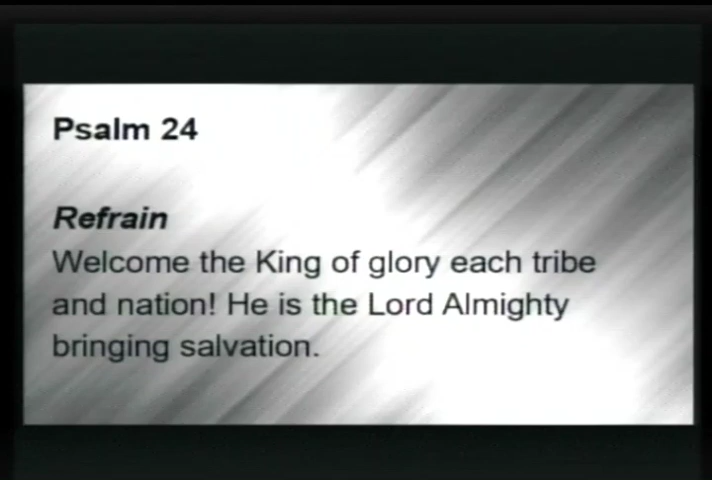 Psalm 24
Refrain
Welcome the King of glory each tribe
and nation! He is the Lord Almighty
bringing salvation.